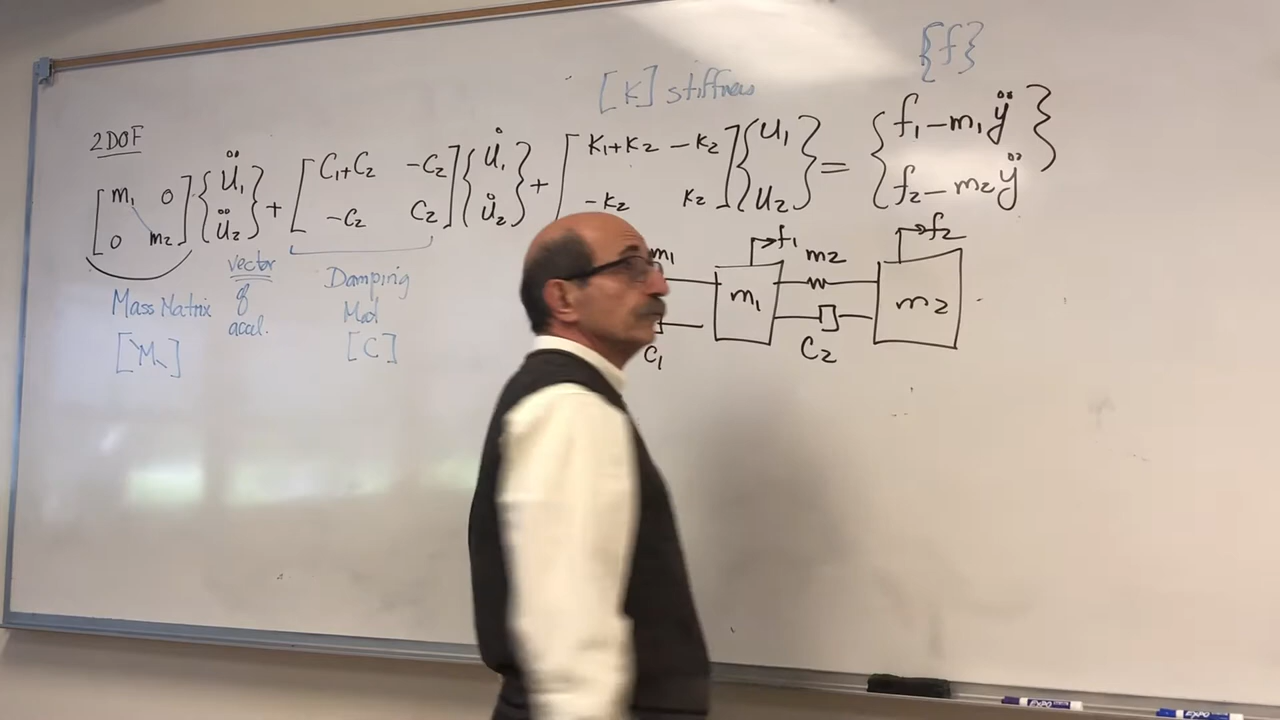 {f}
[K] stiffness
2DOF
[m₁ 0; 0 m₂] {ü₁; ü₂} + [C₁+C₂ -C₂; -C₂ C₂] {u̇₁; u̇₂} + [K₁+K₂ -K₂; -K₂ K₂] {u₁; u₂} = {f₁-m₁ÿ; f₂-m₂ÿ}
Mass Matrix
[M]
vector
of
accel.
Damping
[C]
m₁
C₁
m₁
f₁
m2
C₂
m₂
f₂
EXPO
EXPO